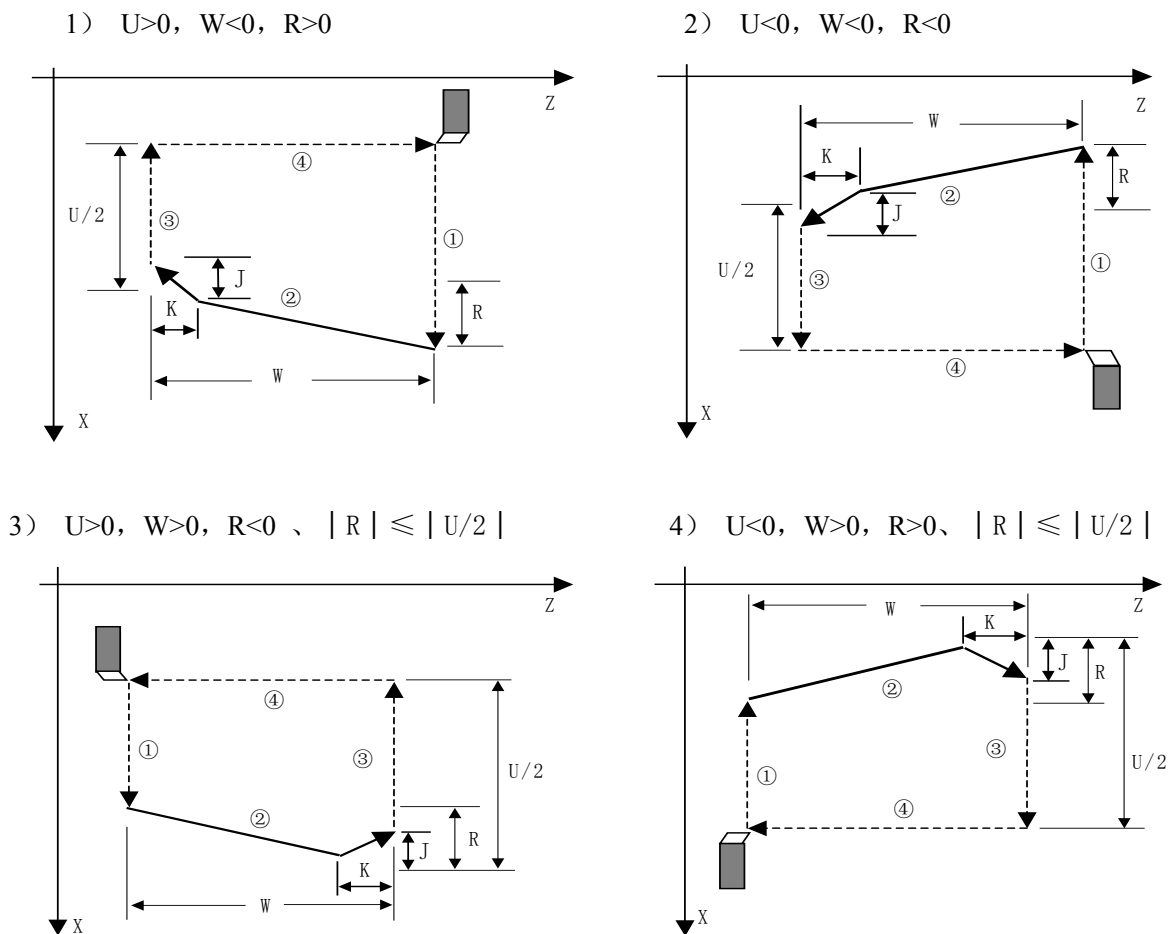 1） U>0，W<0，R>0
Z
W
④
U/2
③
①
J
②
K
R
W
X
2） U<0，W<0，R<0
Z
W
K
R
②
J
U/2
③
①
④
X
3） U>0，W>0，R<0 、｜R｜≤｜U/2｜
Z
④
①
③
U/2
②
R
J
K
W
X
4） U<0，W>0，R>0、｜R｜≤｜U/2｜
Z
W
K
J
R
②
③
U/2
①
④
X